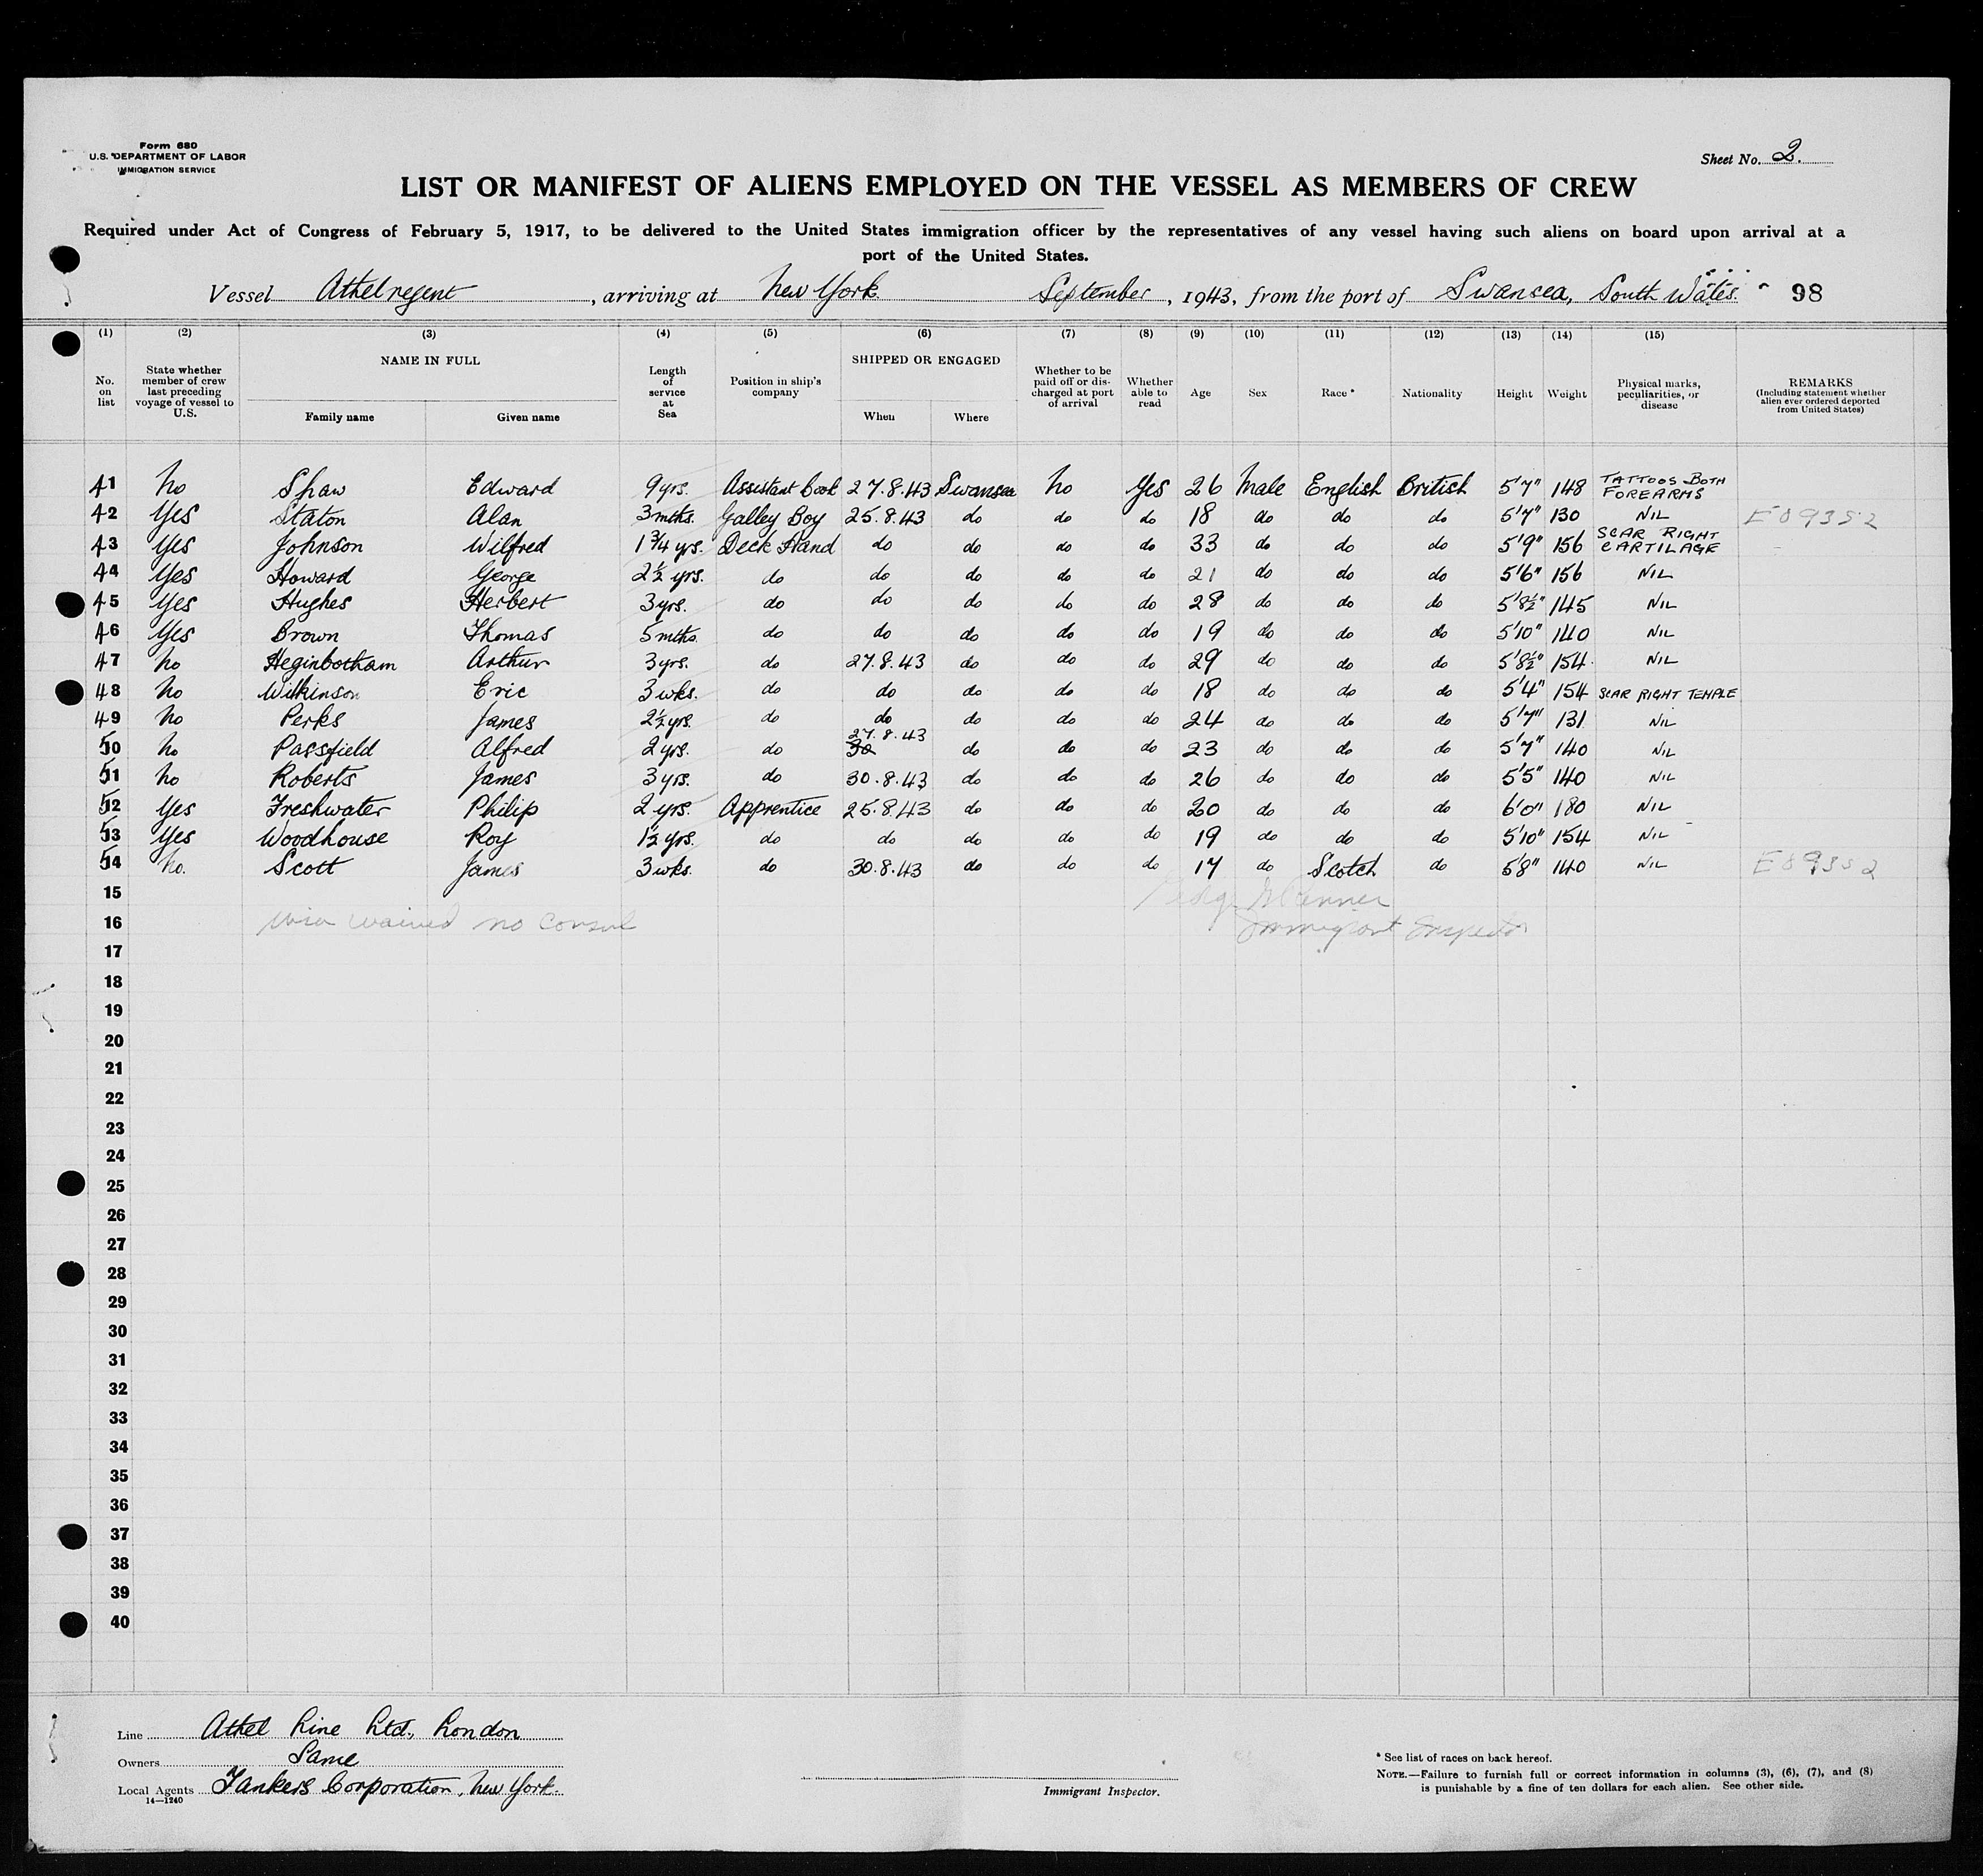 Form 680
U.S. DEPARTMENT OF LABOR
IMMIGRATION SERVICE
Sheet No. 2.
LIST OR MANIFEST OF ALIENS EMPLOYED ON THE VESSEL AS MEMBERS OF CREW
Required under Act of Congress of February 5, 1917, to be delivered to the United States immigration officer by the representatives of any vessel having such aliens on board upon arrival at a
port of the United States.
Vessel Athelregent, arriving at New York September, 1943, from the port of Swansea, South Wales. 98
(1) (2) (3) (4) (5) (6) (7) (8) (9) (10) (11) (12) (13) (14) (15)
No. on list
State whether member of crew last preceding voyage of vessel to U.S.
NAME IN FULL
Family name Given name
Length of service at Sea
Position in ship's company
SHIPPED OR ENGAGED
When Where
Whether to be paid off or discharged at port of arrival
Whether able to read
Age
Sex
Race *
Nationality
Height
Weight
Physical marks, peculiarities, or disease
REMARKS
(Including statement whether alien ever ordered deported from United States)
41 No Shaw Edward 9 yrs. Assistant Cook 27.8.43 Swansea No Yes 26 Male English British 5'7" 148 TATTOOS BOTH FOREARMS
42 Yes Staton Alan 3 mths. Galley Boy 25.8.43 do do do 18 do do do 5'7" 130 NIL E89352
43 Yes Johnson Wilfred 1 3/4 yrs. Deck Hand do do do do 33 do do do 5'9" 156 SCAR RIGHT CARTILAGE
44 Yes Howard George 2½ yrs. do do do do do 21 do do do 5'6" 156 NIL
45 Yes Hughes Herbert 3 yrs. do do do do do 28 do do do 5'8½" 145 NIL
46 Yes Brown Thomas 5 mths. do do do do do 19 do do do 5'10" 140 NIL
47 No Heginbotham Arthur 3 yrs. do 27.8.43 do do do 29 do do do 5'8½" 154 NIL
48 No Wilkinson Eric 3 wks. do do do do do 18 do do do 5'4" 154 SCAR RIGHT TEMPLE
49 No Perks James 2½ yrs. do do do do do 24 do do do 5'7" 131 NIL
50 No Passfield Alfred 2 yrs. do 27.8.43 30 do do do 23 do do do 5'7" 140 NIL
51 No Roberts James 3 yrs. do 30.8.43 do do do 26 do do do 5'5" 140 NIL
52 Yes Freshwater Philip 2 yrs. Apprentice 25.8.43 do do do 20 do do do 6'0" 180 NIL
53 Yes Woodhouse Roy 1½ yrs. do do do do do 19 do do do 5'10" 154 NIL
54 No. Scott James 3 wks. do 30.8.43 do do do 17 do Scotch do 5'8" 140 NIL E89352
15
16 visa waived no consul
Immigrant Inspector
17
18
19
20
21
22
23
24
25
26
27
28
29
30
31
32
33
34
35
36
37
38
39
40
Line Athel Line Ltd., London
Owners Same
Local Agents Tankers Corporation, New York.
14—1240
Immigrant Inspector.
* See list of races on back hereof.
NOTE.—Failure to furnish full or correct information in columns (3), (6), (7), and (8)
is punishable by a fine of ten dollars for each alien. See other side.